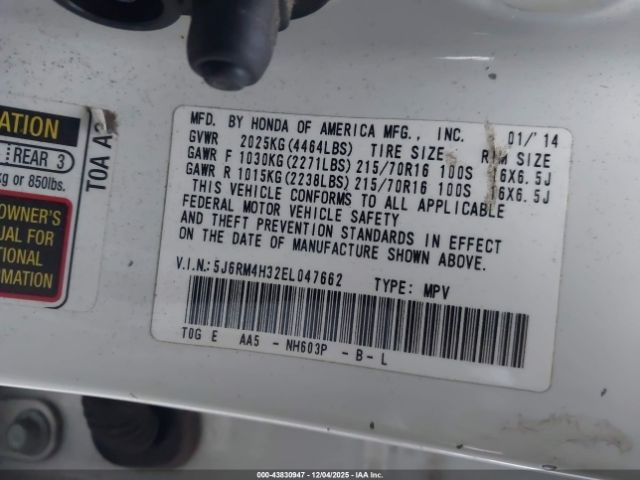 MFD. BY HONDA OF AMERICA MFG., INC. 01/'14
GVWR 2025KG(4464LBS) TIRE SIZE RIM SIZE
GAWR F 1030KG(2271LBS) 215/70R16 100S 16X6.5J
GAWR R 1015KG(2238LBS) 215/70R16 100S 16X6.5J
THIS VEHICLE CONFORMS TO ALL APPLICABLE
FEDERAL MOTOR VEHICLE SAFETY
AND THEFT PREVENTION STANDARDS IN EFFECT
ON THE DATE OF MANUFACTURE SHOWN ABOVE.
V.I.N.:5J6RM4H32EL047662 TYPE: MPV
T0G E AA5 - NH603P - B-L
ATION
REAR 3
kg or 850lbs.
OWNER'S
UAL FOR
TIONAL
RMATION
T0A A2
000-43830947 - 12/04/2025 - IAAI.COM